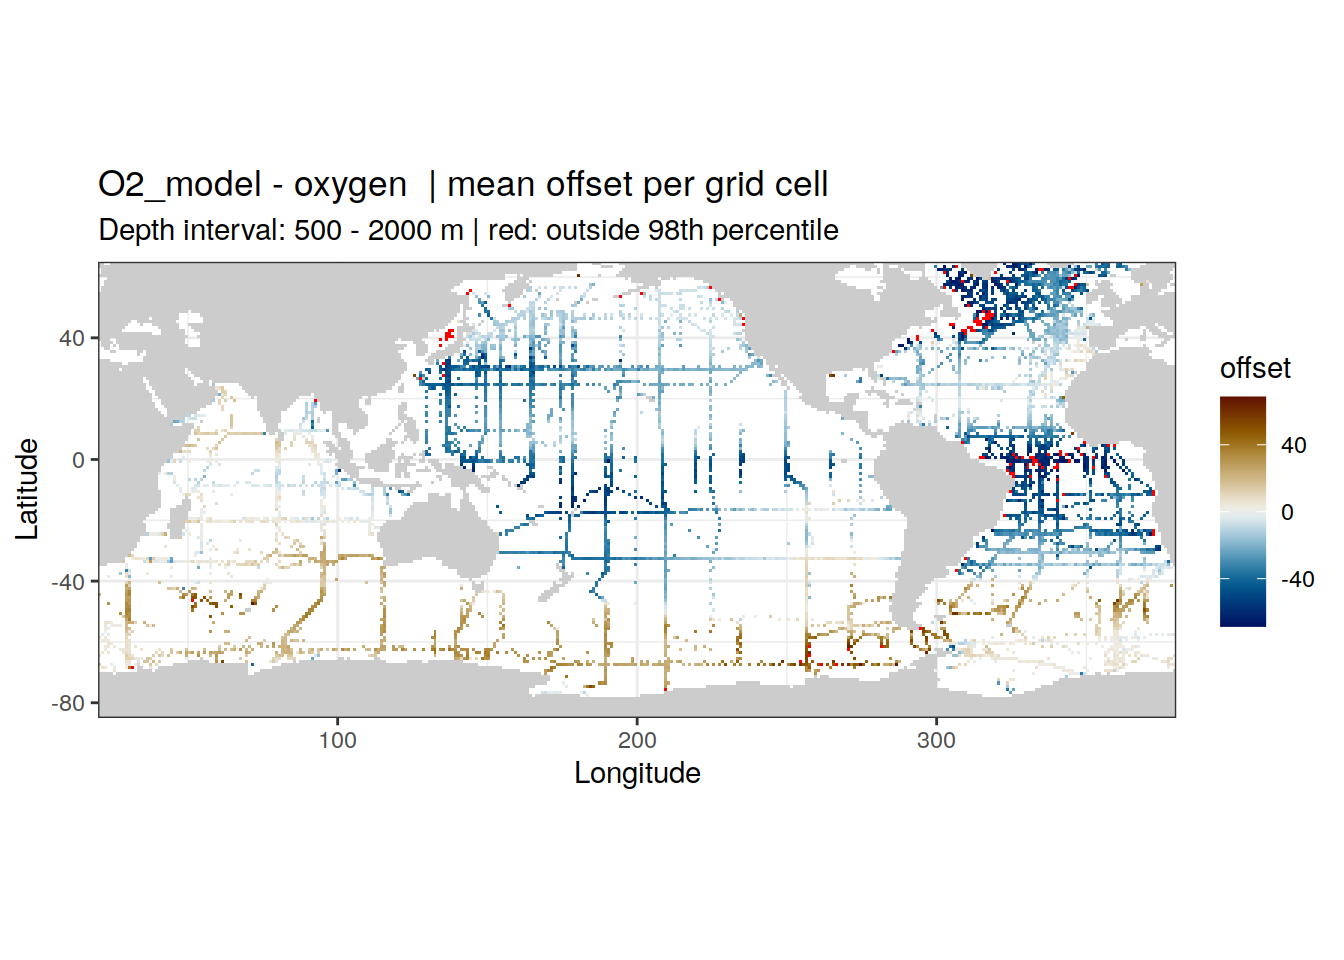 O2_model - oxygen  | mean offset per grid cell
Depth interval: 500 - 2000 m | red: outside 98th percentile
offset
40
0
-40
Latitude
40
0
-40
-80
100
200
300
Longitude